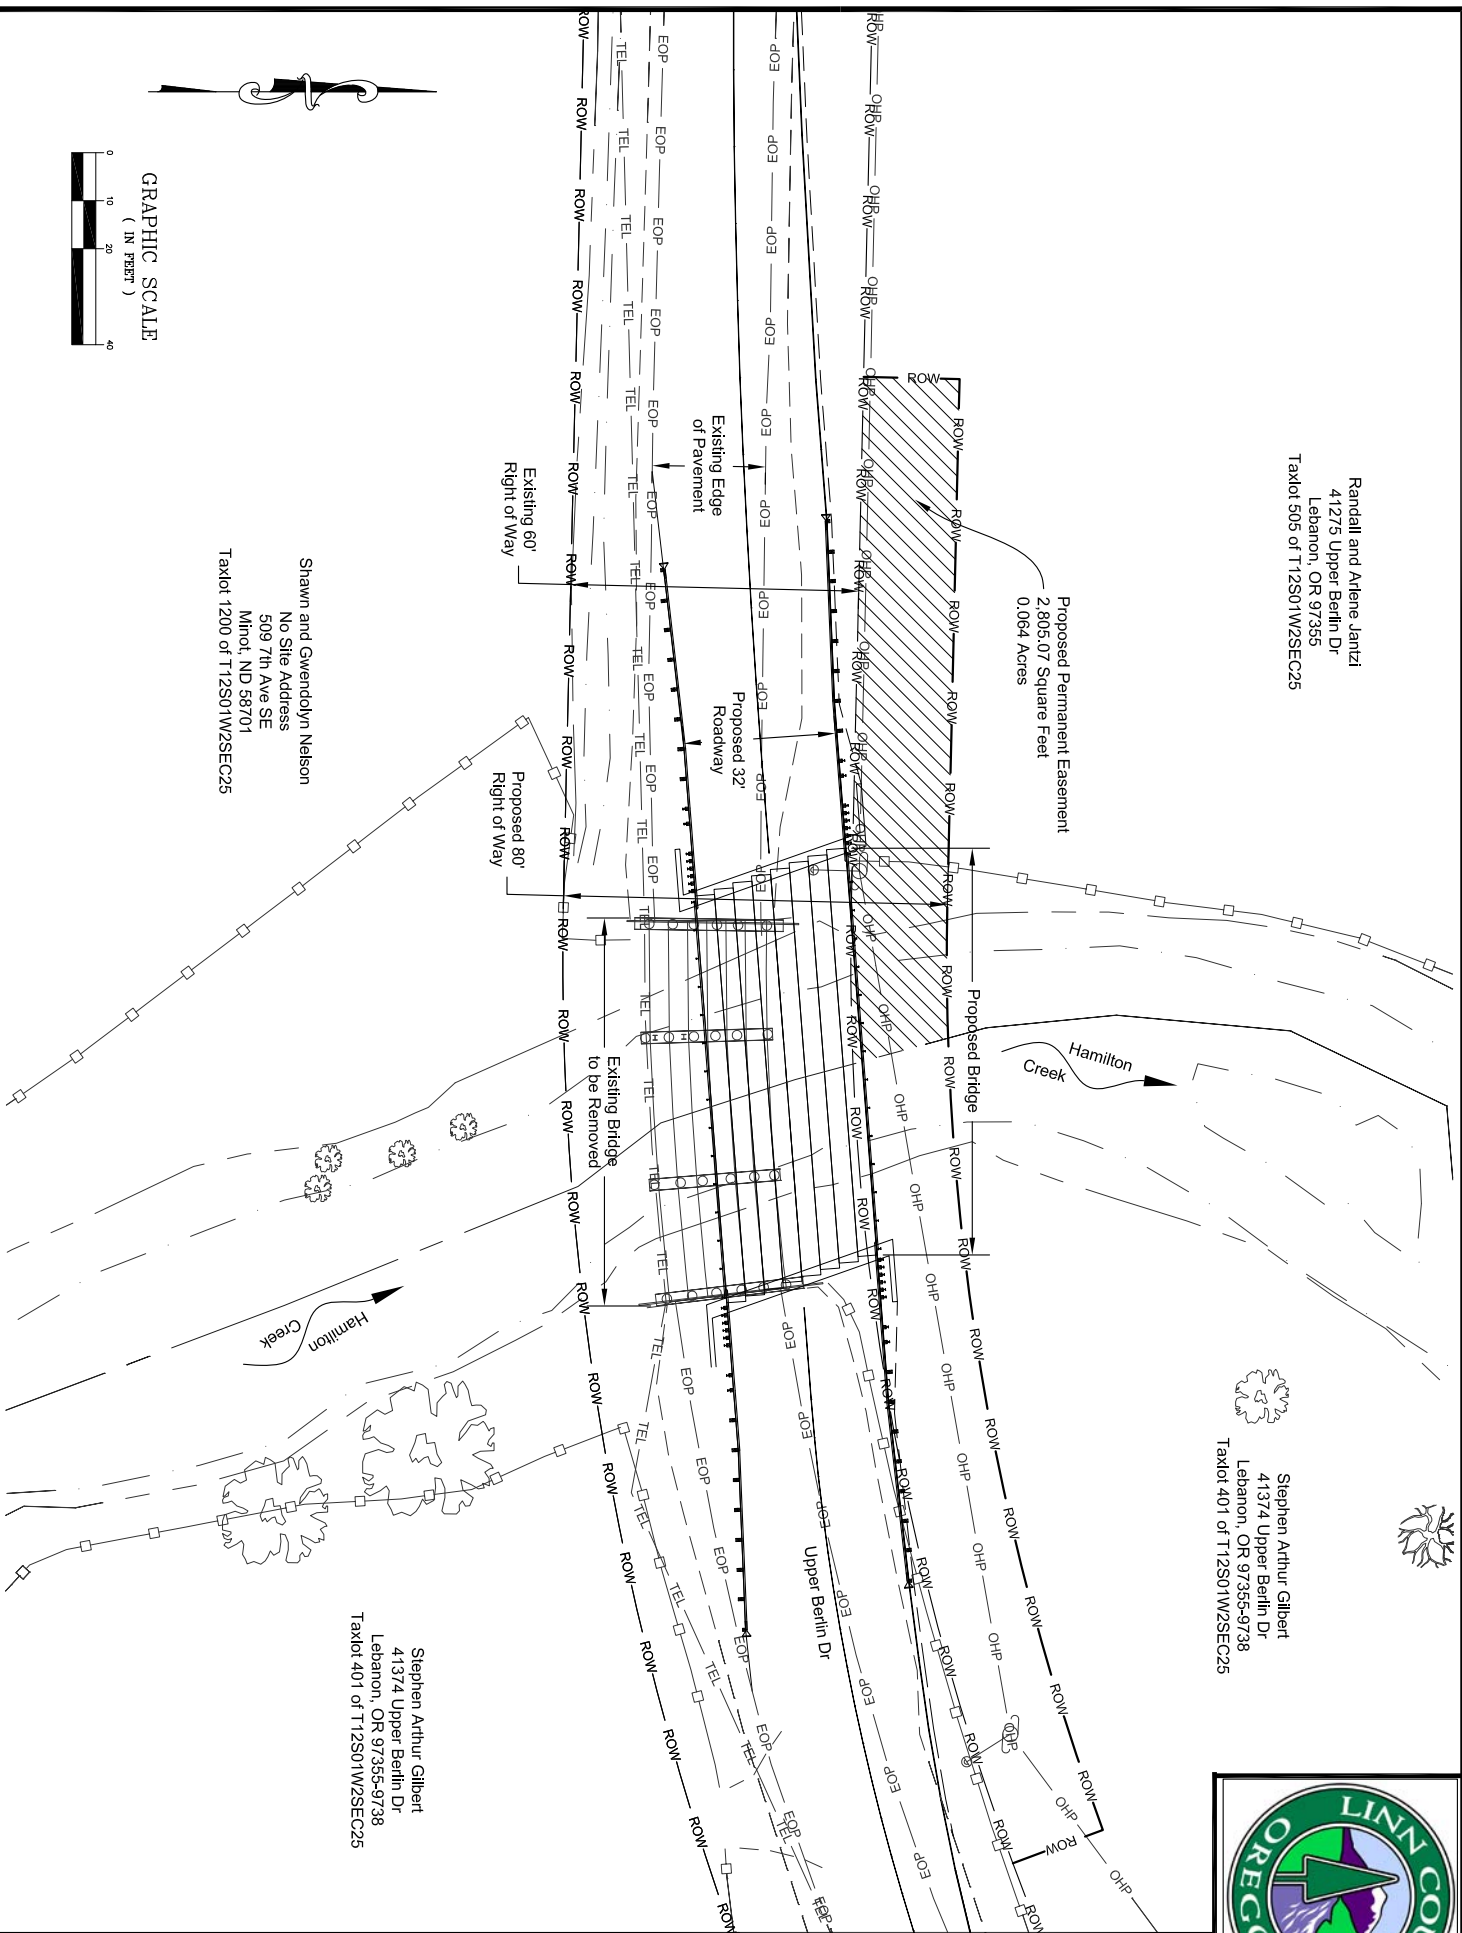 Randall and Arlene Jantzi
41275 Upper Berlin Dr
Lebanon, OR 97355
Taxlot 505 of T12S01W2SEC25
Proposed Permanent Easement
2,805.07 Square Feet
0.064 Acres
Stephen Arthur Gilbert
41374 Upper Berlin Dr
Lebanon, OR 97355-9738
Taxlot 401 of T12S01W2SEC25
LINN COU
OREGO
Hamilton
Creek
Proposed Bridge
Existing Edge
of Pavement
Proposed 32'
Roadway
Upper Berlin Dr
Existing 60'
Right of Way
Proposed 80'
Right of Way
Existing Bridge
to be Removed
Shawn and Gwendolyn Nelson
No Site Address
509 7th Ave SE
Minot, ND 58701
Taxlot 1200 of T12S01W2SEC25
Hamilton
Creek
Stephen Arthur Gilbert
41374 Upper Berlin Dr
Lebanon, OR 97355-9738
Taxlot 401 of T12S01W2SEC25
GRAPHIC SCALE
( IN FEET )
0 10 20 40
ROW
OHP
EOP
TEL